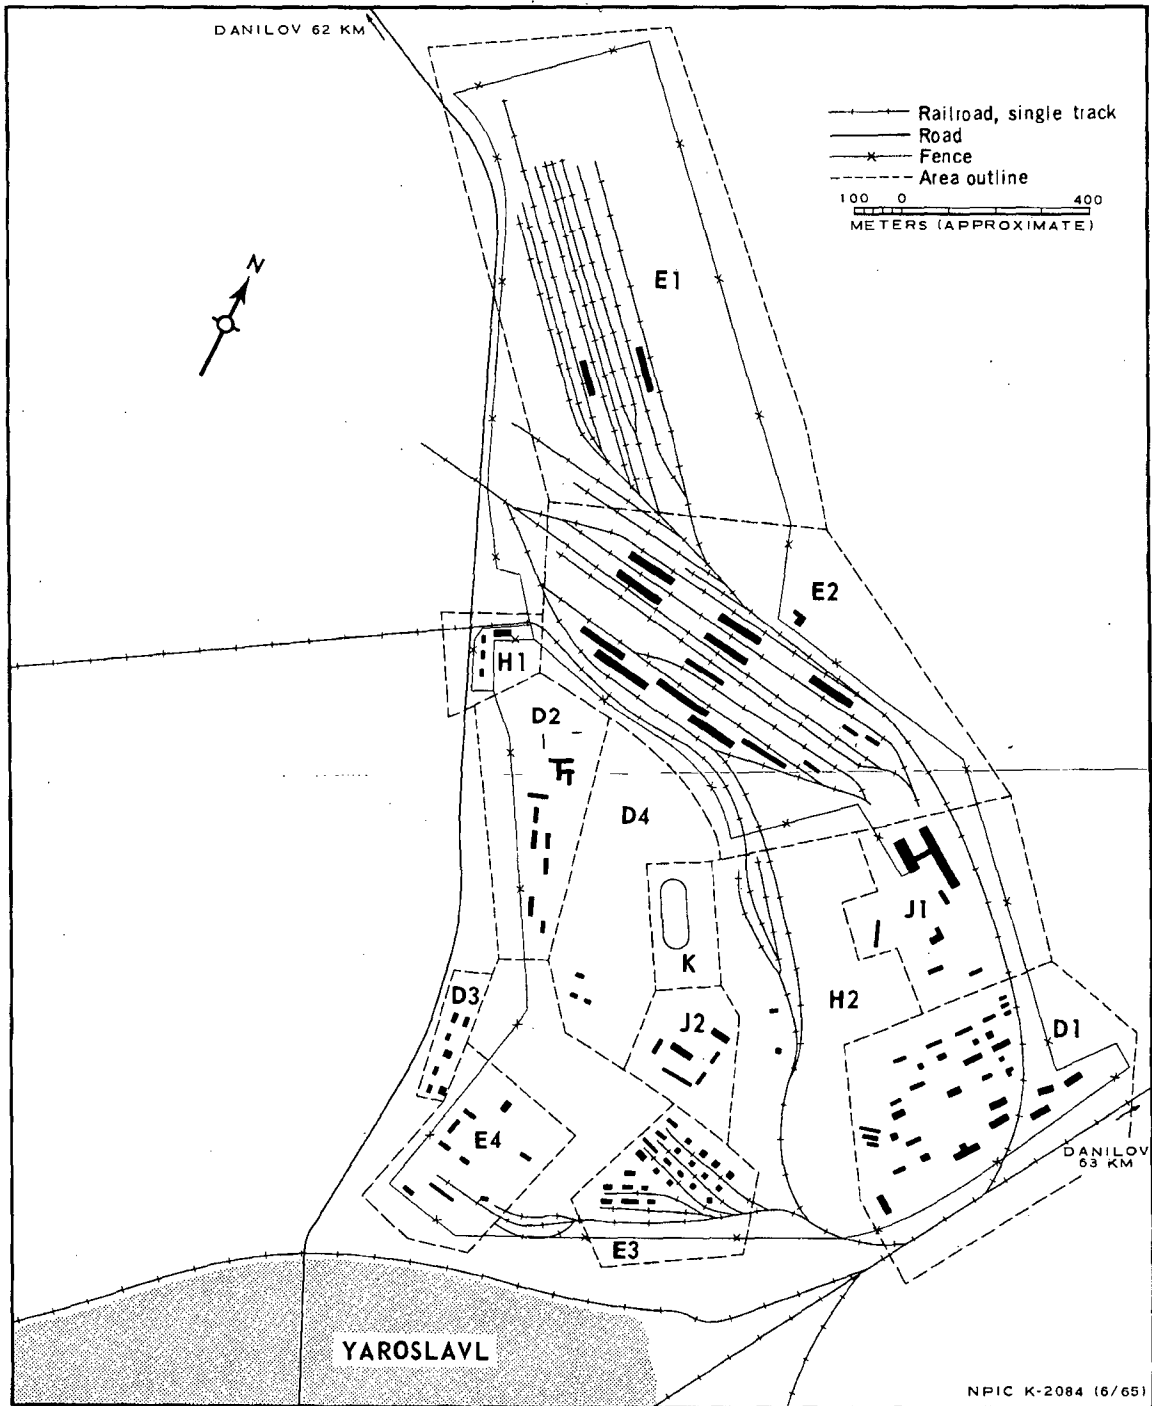 DANILOV 62 KM
Railroad, single track
Road
Fence
Area outline
100 0 400
METERS (APPROXIMATE)
N
E1
E2
H1
D2
D4
J1
K
H2
D3
J2
D1
E4
DANILOV
63 KM
E3
YAROSLAVL
NPIC K-2084 (6/65)